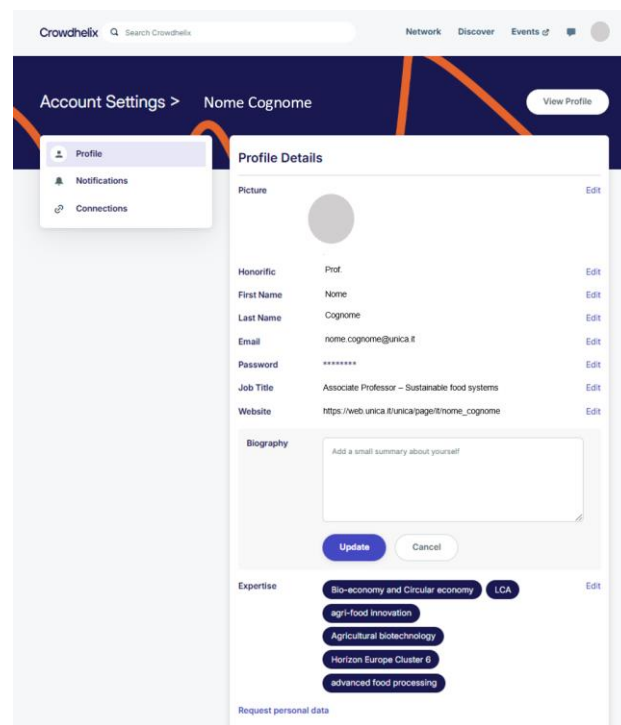 Crowdhelix Search Crowdhelix Network Discover Events
Account Settings > Nome Cognome View Profile
Profile
Notifications
Connections
Profile Details
Picture Edit
Honorific Prof. Edit
First Name Nome Edit
Last Name Cognome Edit
Email nome.cognome@unica.it Edit
Password ******** Edit
Job Title Associate Professor – Sustainable food systems Edit
Website https://web.unica.it/unica/page/it/nome_cognome Edit
Biography Add a small summary about yourself
Update Cancel
Expertise Bio-economy and Circular economy LCA Edit
agri-food innovation
Agricultural biotechnology
Horizon Europe Cluster 6
advanced food processing
Request personal data